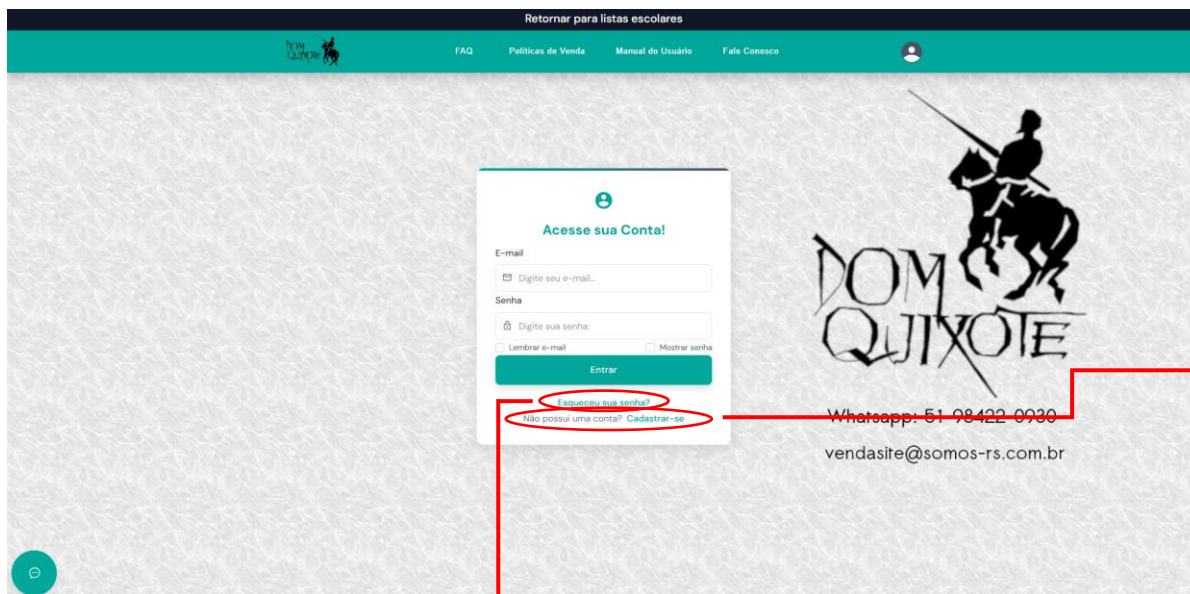 Retornar para listas escolares
DOM QUIXOTE
FAQ Políticas de Venda Manual do Usuário Fale Conosco
Acesse sua Conta!
E-mail
Digite seu e-mail...
Senha
Digite sua senha:
Lembrar e-mail Mostrar senha
Entrar
Esqueceu sua senha?
Não possui uma conta? Cadastrar-se
DOM
QUIXOTE
Whatsapp: 51-98422-0930
vendasite@somos-rs.com.br